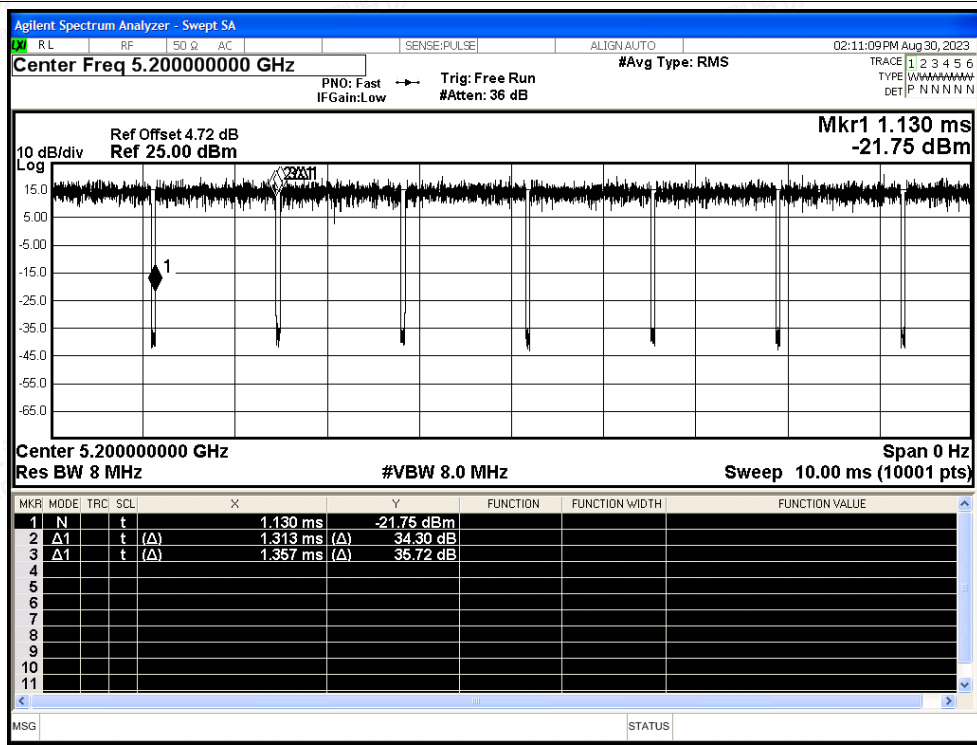 Agilent Spectrum Analyzer - Swept SA
LXI RL RF 50 Ω AC SENSE:PULSE ALIGN AUTO 02:11:09 PM Aug 30, 2023
Center Freq 5.200000000 GHz
PNO: Fast
IFGain:Low
Trig: Free Run
#Atten: 36 dB
#Avg Type: RMS
TRACE 1 2 3 4 5 6
TYPE W
DET P N N N N N
Mkr1 1.130 ms
-21.75 dBm
Ref Offset 4.72 dB
10 dB/div Ref 25.00 dBm
Log
15.0
5.00
-5.00
-15.0
-25.0
-35.0
-45.0
-55.0
-65.0
1
Center 5.200000000 GHz Span 0 Hz
Res BW 8 MHz #VBW 8.0 MHz Sweep 10.00 ms (10001 pts)
MKR MODE TRC SCL X Y FUNCTION FUNCTION WIDTH FUNCTION VALUE
1 N t 1.130 ms -21.75 dBm
2 Δ1 t (Δ) 1.313 ms (Δ) 34.30 dB
3 Δ1 t (Δ) 1.357 ms (Δ) 35.72 dB
4
5
6
7
8
9
10
11
MSG STATUS